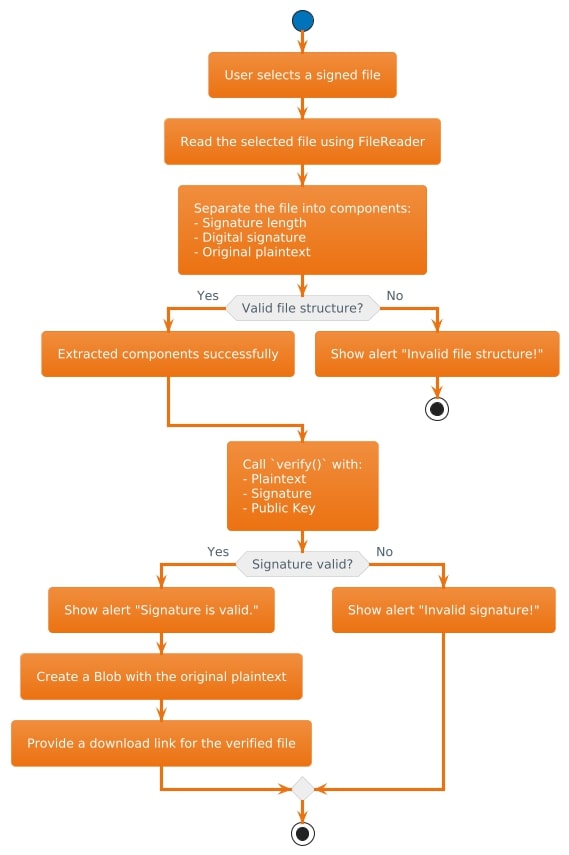 User selects a signed file
Read the selected file using FileReader
Separate the file into components:
- Signature length
- Digital signature
- Original plaintext
Yes
Valid file structure?
No
Extracted components successfully
Show alert "Invalid file structure!"
Call `verify()` with:
- Plaintext
- Signature
- Public Key
Yes
Signature valid?
No
Show alert "Signature is valid."
Show alert "Invalid signature!"
Create a Blob with the original plaintext
Provide a download link for the verified file